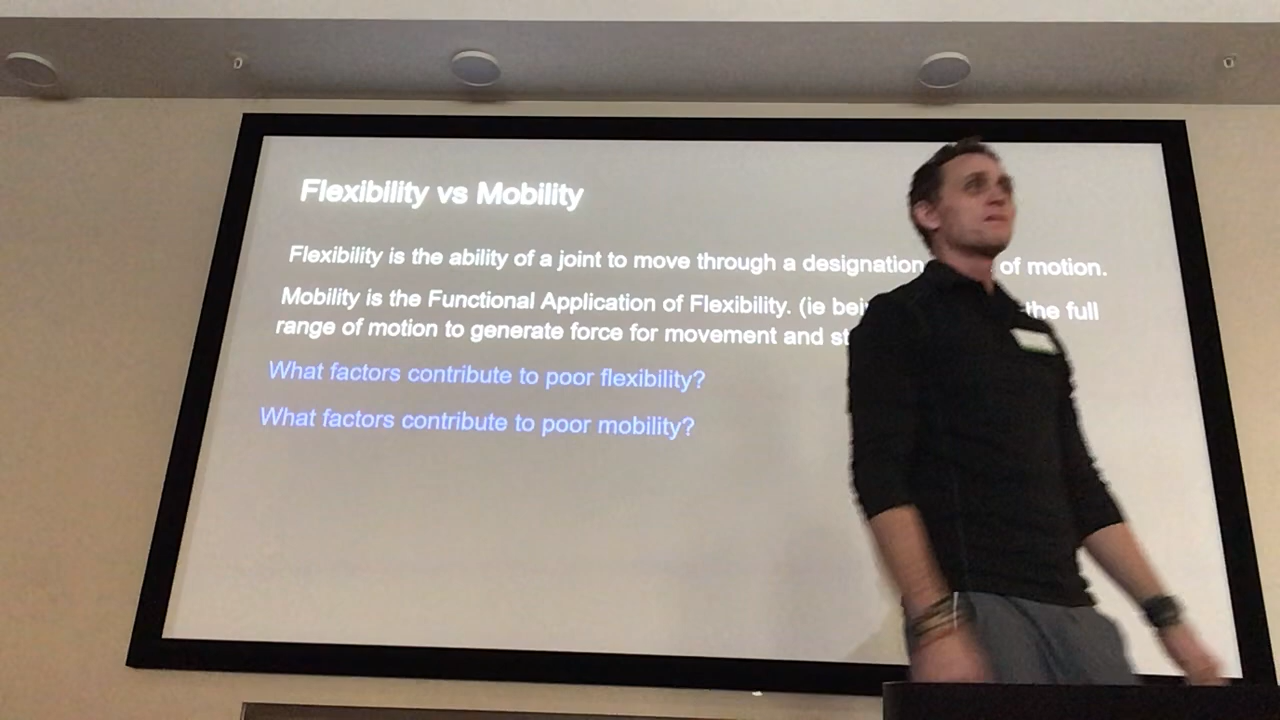 Flexibility vs Mobility
Flexibility is the ability of a joint to move through a designation of motion.
Mobility is the Functional Application of Flexibility. (ie the full
range of motion to generate force for movement and
What factors contribute to poor flexibility?
What factors contribute to poor mobility?